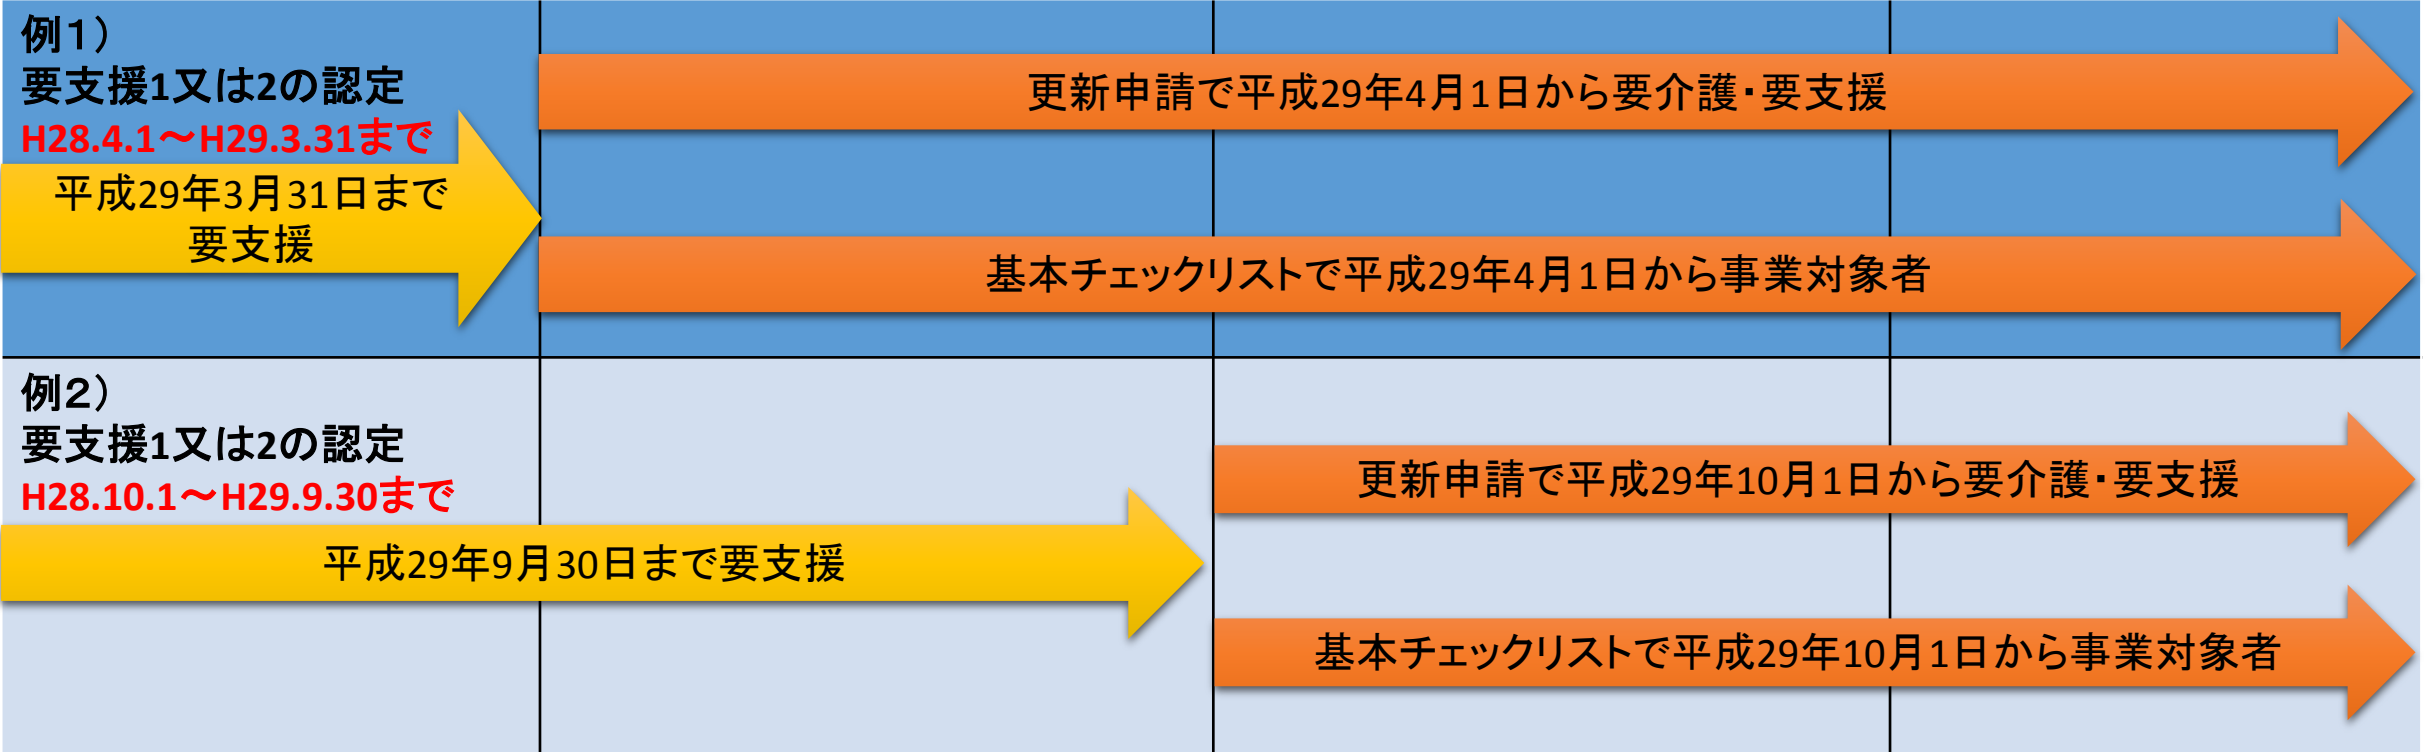 例1）
要支援1又は2の認定
H28.4.1～H29.3.31まで
平成29年3月31日まで
要支援
更新申請で平成29年4月1日から要介護・要支援
基本チェックリストで平成29年4月1日から事業対象者
例2）
要支援1又は2の認定
H28.10.1～H29.9.30まで
平成29年9月30日まで要支援
更新申請で平成29年10月1日から要介護・要支援
基本チェックリストで平成29年10月1日から事業対象者